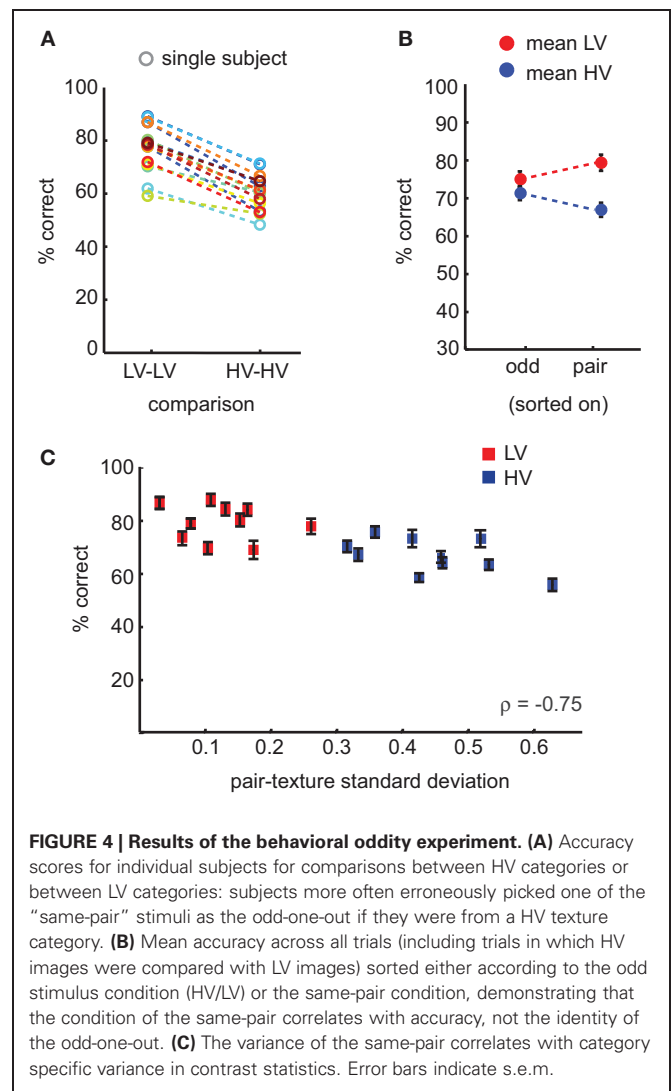 A
single subject
% correct
100
80
60
40
20
0
LV-LV HV-HV
comparison
B
mean LV
mean HV
% correct
100
90
80
70
60
50
40
30
odd pair
(sorted on)
C
LV
HV
% correct
100
80
60
40
20
ρ = -0.75
0.1 0.2 0.3 0.4 0.5 0.6
pair-texture standard deviation
FIGURE 4 | Results of the behavioral oddity experiment. (A) Accuracy
scores for individual subjects for comparisons between HV categories or
between LV categories: subjects more often erroneously picked one of the
“same-pair” stimuli as the odd-one-out if they were from a HV texture
category. (B) Mean accuracy across all trials (including trials in which HV
images were compared with LV images) sorted either according to the odd
stimulus condition (HV/LV) or the same-pair condition, demonstrating that
the condition of the same-pair correlates with accuracy, not the identity of
the odd-one-out. (C) The variance of the same-pair correlates with category
specific variance in contrast statistics. Error bars indicate s.e.m.